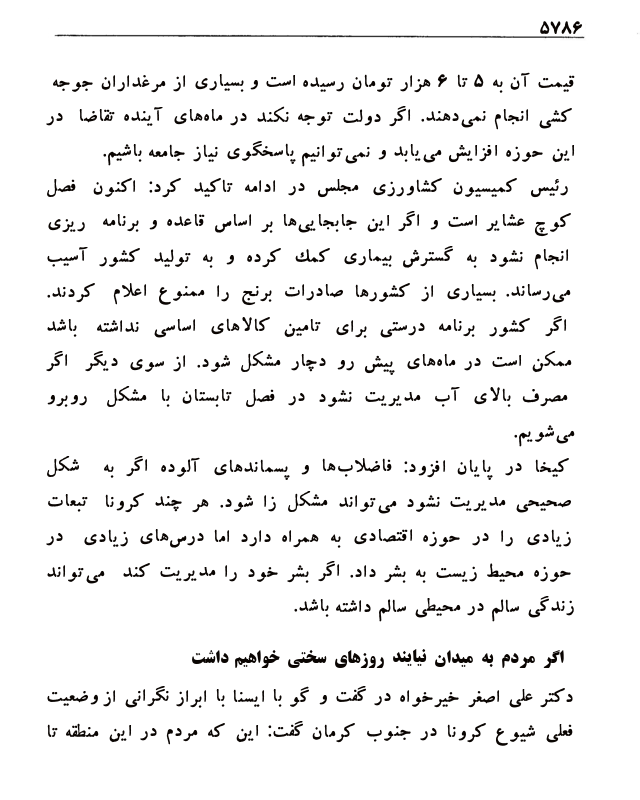 ۵۷۸۶
قیمت آن به ۵ تا ۶ هزار تومان رسیده است و بسیاری از مرغداران جوجه
کشی انجام نمی‌دهند. اگر دولت توجه نکند در ماه‌های آینده تقاضا در
این حوزه افزایش می‌یابد و نمی‌توانیم پاسخگوی نیاز جامعه باشیم.
رئیس کمیسیون کشاورزی مجلس در ادامه تاکید کرد: اکنون فصل
کوچ عشایر است و اگر این جابجایی‌ها بر اساس قاعده و برنامه ریزی
انجام نشود به گسترش بیماری کمک کرده و به تولید کشور آسیب
می‌رساند. بسیاری از کشورها صادرات برنج را ممنوع اعلام کردند.
اگر کشور برنامه درستی برای تامین کالاهای اساسی نداشته باشد
ممکن است در ماه‌های پیش رو دچار مشکل شود. از سوی دیگر اگر
مصرف بالای آب مدیریت نشود در فصل تابستان با مشکل روبرو
می‌شویم.
کیخا در پایان افزود: فاضلاب‌ها و پسماندهای آلوده اگر به شکل
صحیحی مدیریت نشود می‌تواند مشکل زا شود. هر چند کرونا تبعات
زیادی را در حوزه اقتصادی به همراه دارد اما درس‌های زیادی در
حوزه محیط زیست به بشر داد. اگر بشر خود را مدیریت کند می‌تواند
زندگی سالم در محیطی سالم داشته باشد.
اگر مردم به میدان نیایند روزهای سختی خواهیم داشت
دکتر علی اصغر خیرخواه در گفت و گو با ایسنا با ابراز نگرانی از وضعیت
فعلی شیوع کرونا در جنوب کرمان گفت: این که مردم در این منطقه تا